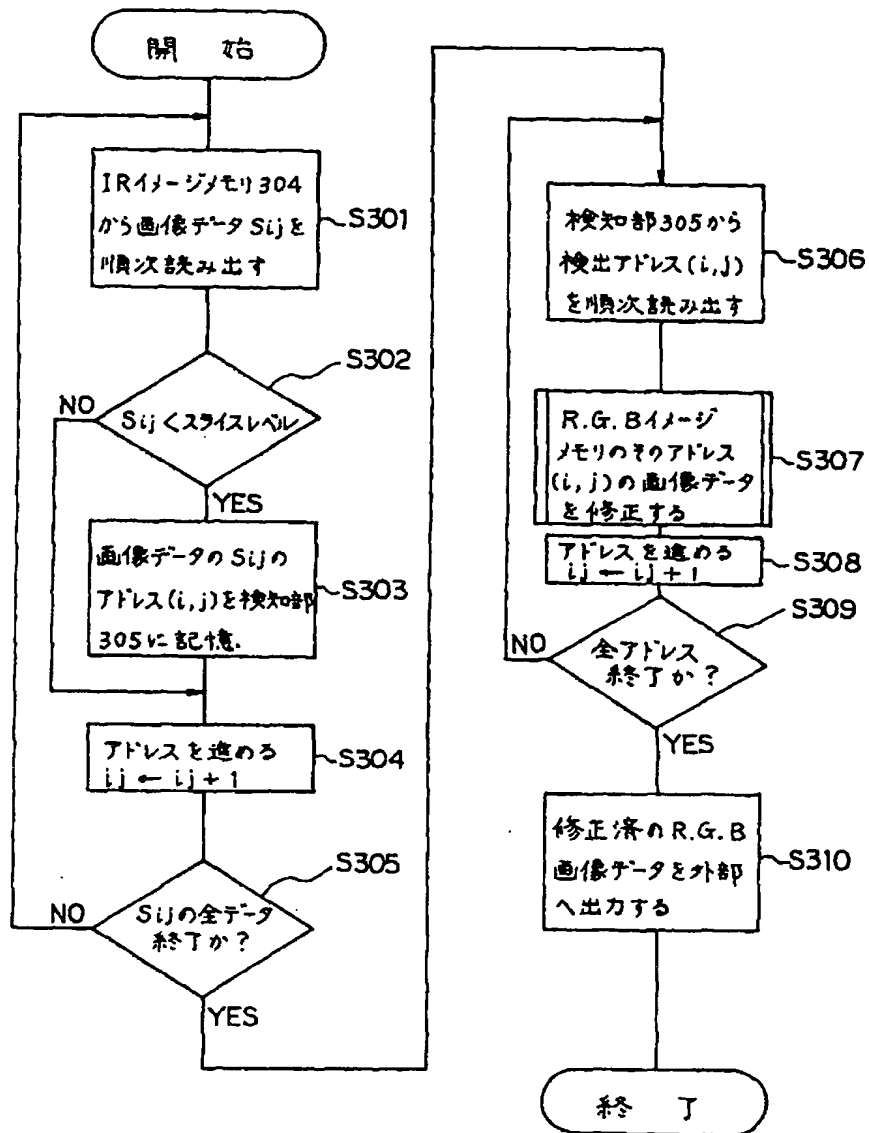 開始
IRイメージメモリ304
から画像データSijを
順次読み出す
S301
S302
NO
Sij<スライスレベル
YES
画像データのSijの
アドレス(i,j)を検知部
305に記憶.
S303
アドレスを進める
ij ← ij + 1
S304
S305
NO
Sijの全データ
終了か?
YES
検知部305から
検出アドレス(i,j)
を順次読み出す
S306
R.G.Bイメージ
メモリのそのアドレス
(i,j)の画像データ
を修正する
S307
アドレスを進める
ij ← ij + 1
S308
S309
NO
全アドレス
終了か?
YES
修正済のR.G.B
画像データを外部
へ出力する
S310
終了